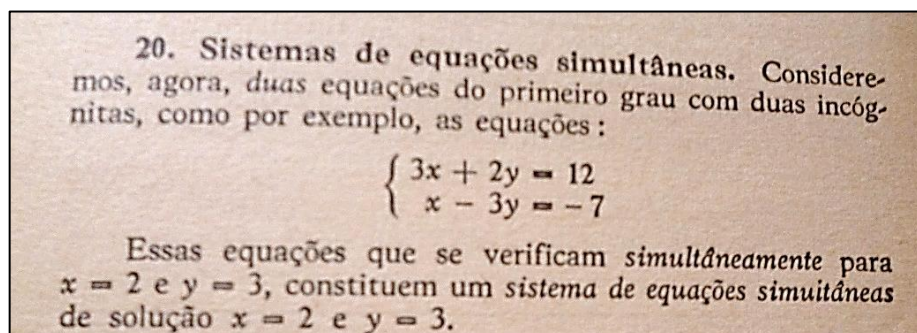 20. Sistemas de equações simultâneas. Considere-
mos, agora, duas equações do primeiro grau com duas incóg-
nitas, como por exemplo, as equações :
3x + 2y = 12
x - 3y = - 7
Essas equações que se verificam simultâneamente para
x = 2 e y = 3, constituem um sistema de equações simuitâneas
de solução x = 2 e y = 3.